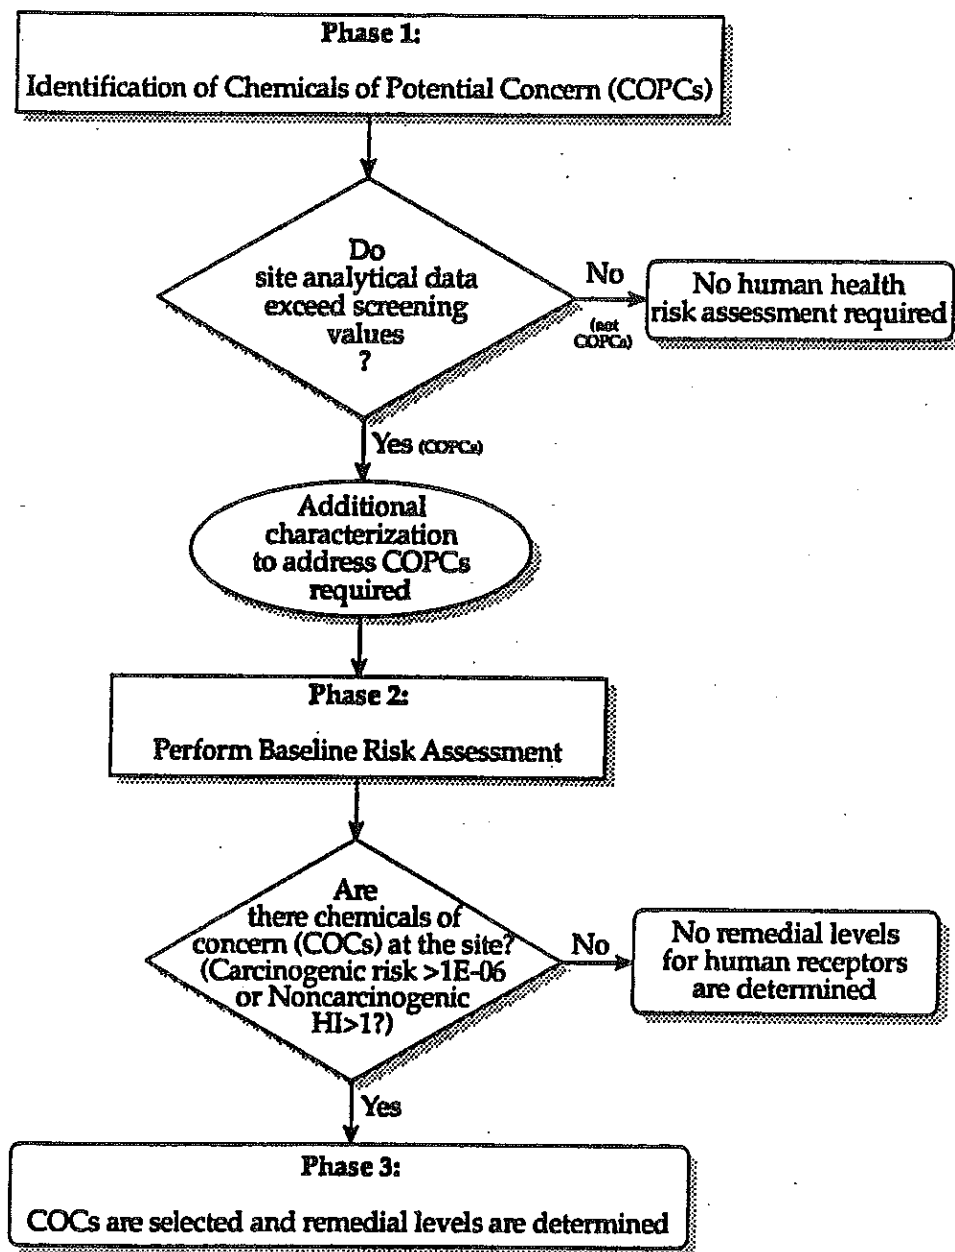 Phase 1:
Identification of Chemicals of Potential Concern (COPCs)
Do
site analytical data
exceed screening
values
?
No
(not
COPCs)
No human health
risk assessment required
Yes (COPCs)
Additional
characterization
to address COPCs
required
Phase 2:
Perform Baseline Risk Assessment
Are
there chemicals of
concern (COCs) at the site?
(Carcinogenic risk >1E-06
or Noncarcinogenic
HI>1?)
No
No remedial levels
for human receptors
are determined
Yes
Phase 3:
COCs are selected and remedial levels are determined